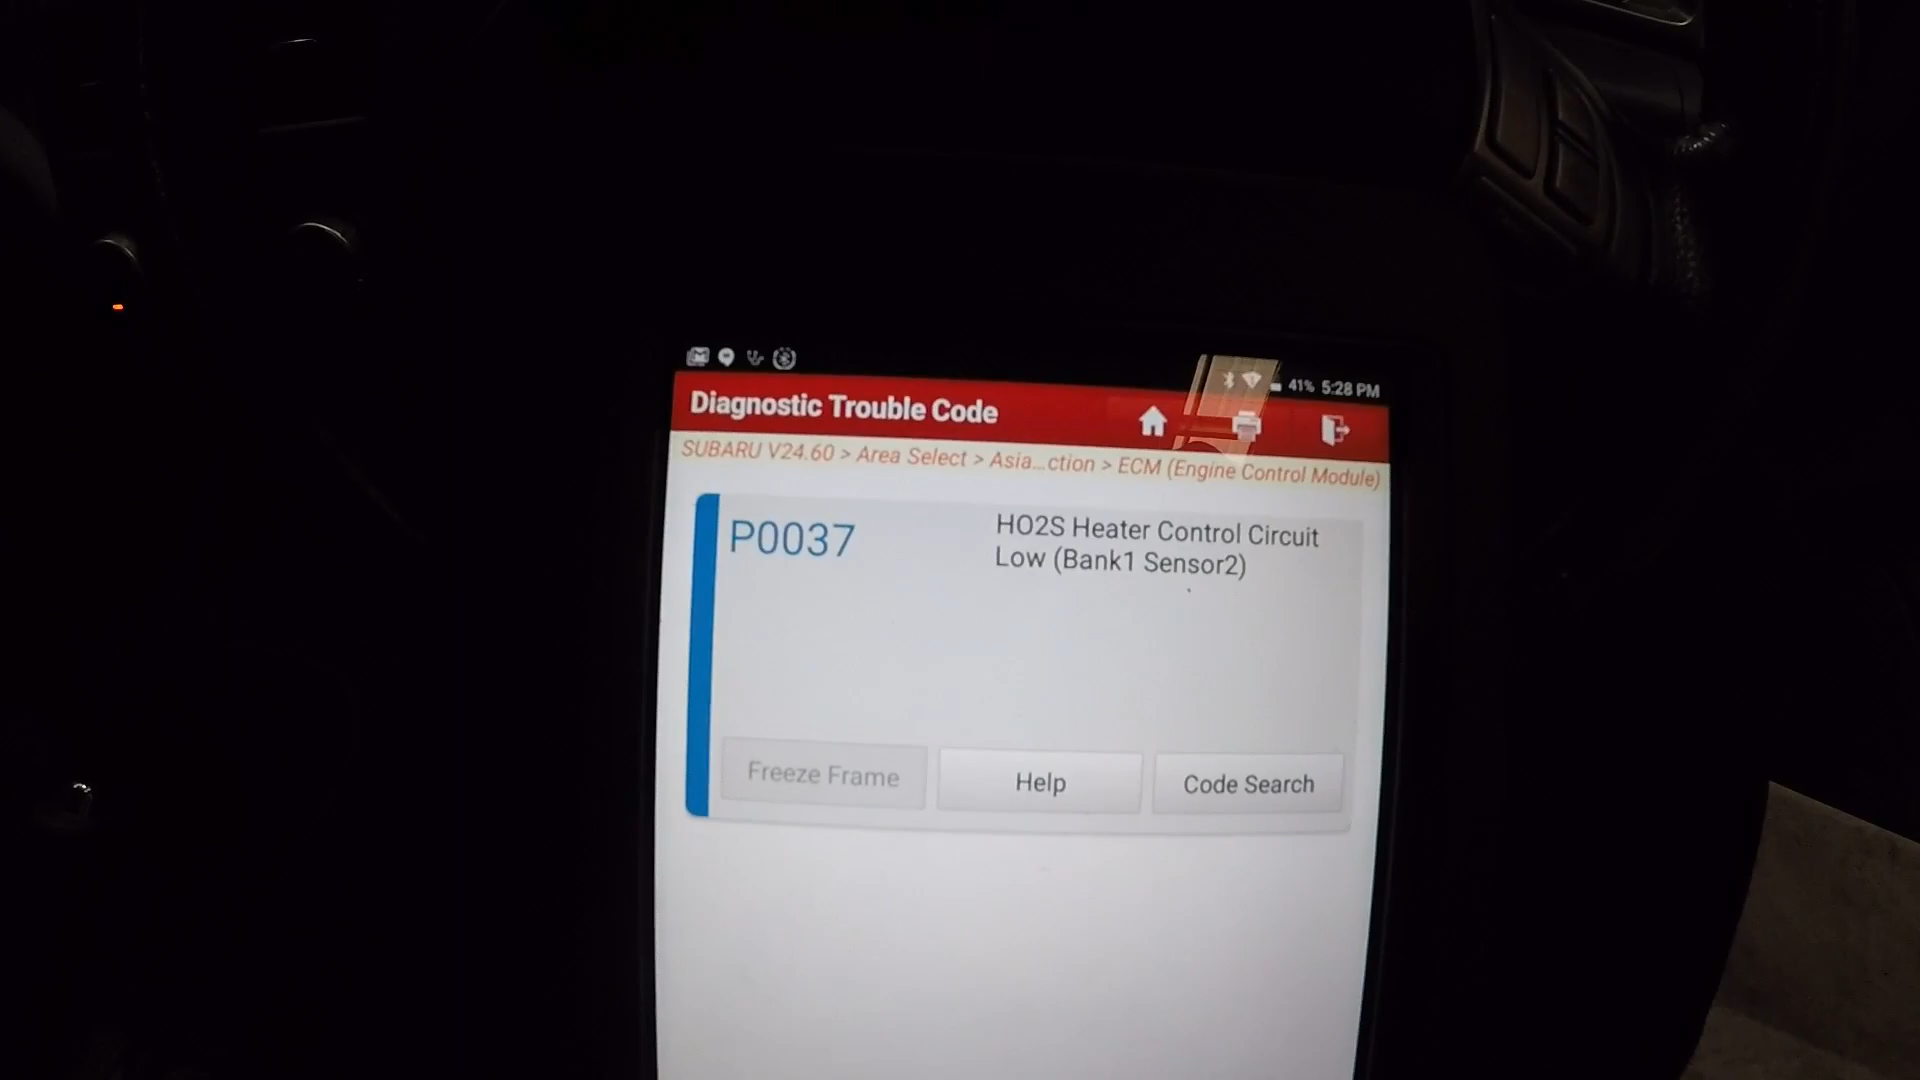 41% 5:28 PM
Diagnostic Trouble Code
SUBARU V24.60 > Area Select > Asia...ction > ECM (Engine Control Module)
P0037
HO2S Heater Control Circuit
Low (Bank1 Sensor2)
Freeze Frame
Help
Code Search